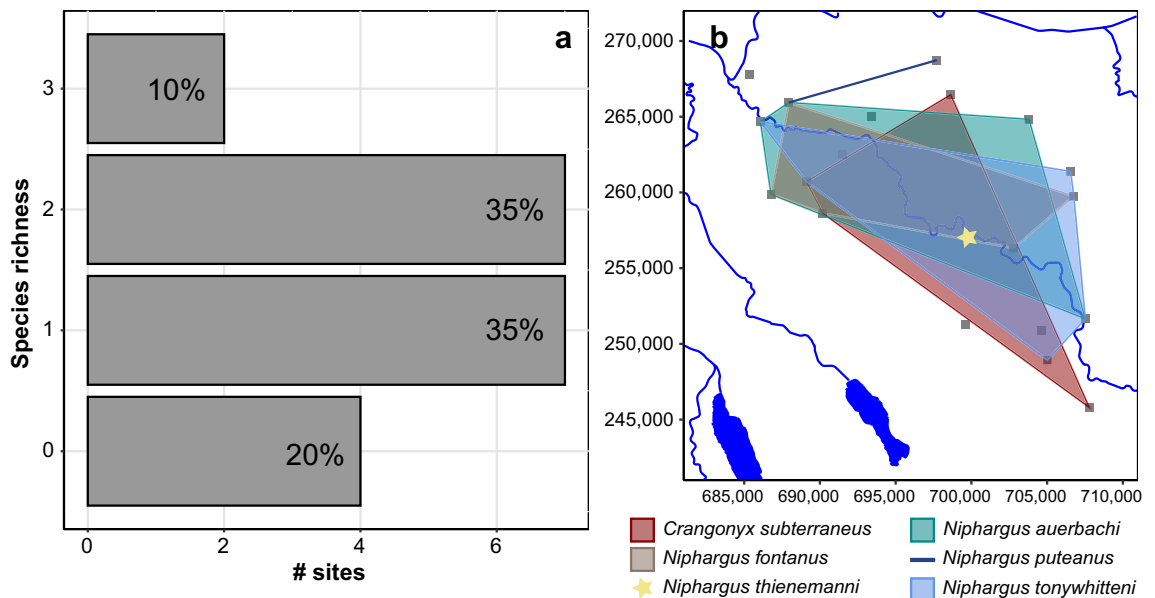 a
Species richness
3
10%
2
35%
1
35%
0
20%
0 2 4 6
# sites
b
270,000
265,000
260,000
255,000
250,000
245,000
685,000 690,000 695,000 700,000 705,000 710,000
Crangonyx subterraneus
Niphargus auerbachi
Niphargus fontanus
Niphargus puteanus
Niphargus thienemanni
Niphargus tonywhitteni